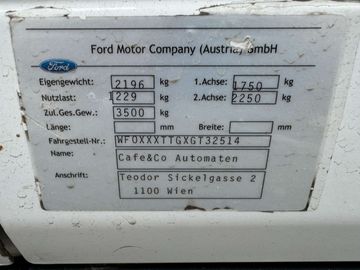 Ford Motor Company (Austria) GmbH
Ford
Eigengewicht: 2196 kg 1.Achse: 1750 kg
Nutzlast: 1229 kg 2.Achse: 2250 kg
Zul.Ges.Gew.: 3500 kg
Länge: mm Breite: mm
Fahrgestell-Nr.: WF0XXXTTGXGT32514
Name: Cafe&Co Automaten
Anschrift: Teodor Sickelgasse 2
1100 Wien